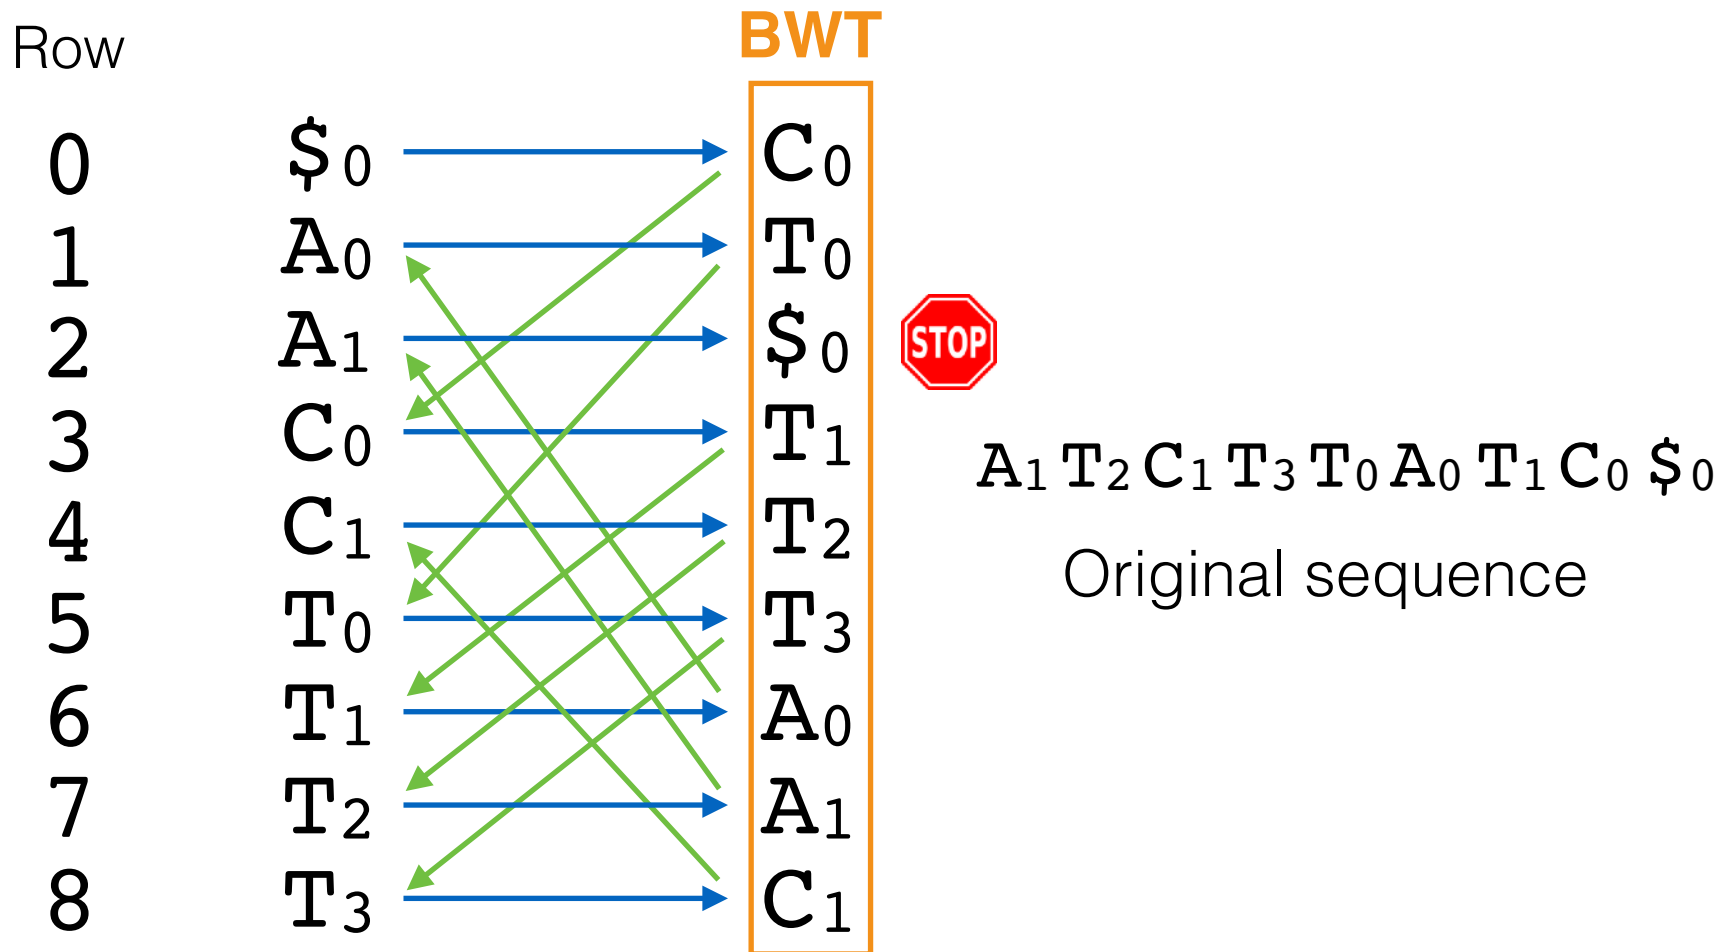 Row BWT
0 $0 C0
1 A0 T0
2 A1 $0 STOP
3 C0 T1
A1 T2 C1 T3 T0 A0 T1 C0 $0
4 C1 T2
Original sequence
5 T0 T3
6 T1 A0
7 T2 A1
8 T3 C1